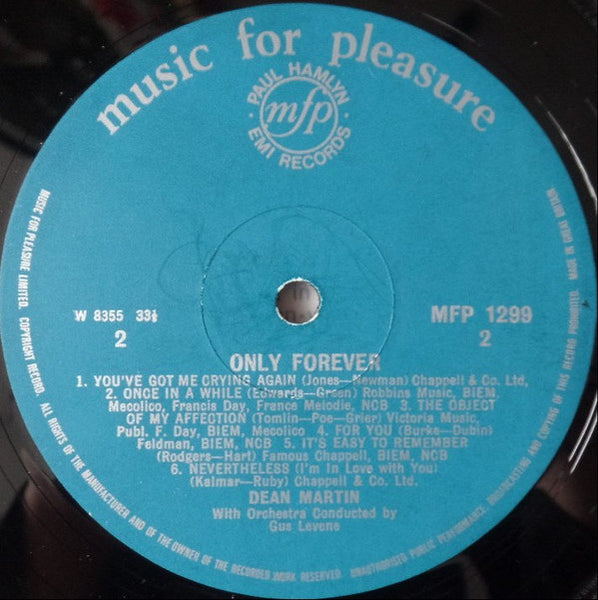 music for pleasure
PAUL HAMLYN
mfp
EMI RECORDS
W 8355 33⅓
2
MFP 1299
2
ONLY FOREVER
1. YOU'VE GOT ME CRYING AGAIN (Jones—Newman) Chappell & Co. Ltd,
2. ONCE IN A WHILE (Edwards—Green) Robbins Music, BIEM,
Mecolico, Francis Day, France Melodie, NCB 3. THE OBJECT
OF MY AFFECTION (Tomlin—Poe—Grier) Victoria Music,
Publ. F. Day, BIEM, Mecolico 4. FOR YOU (Burke—Dubin)
Feldman, BIEM, NCB 5. IT'S EASY TO REMEMBER
(Rodgers—Hart) Famous Chappell, BIEM, NCB
6. NEVERTHELESS (I'm In Love with You)
(Kalmar—Ruby) Chappell & Co. Ltd.
DEAN MARTIN
With Orchestra Conducted by
Gus Levene
MUSIC FOR PLEASURE LIMITED. COPYRIGHT RECORD. ALL RIGHTS OF THE MANUFACTURER AND OF THE OWNER OF THE RECORDED WORK RESERVED. UNAUTHORISED PUBLIC PERFORMANCE, BROADCASTING AND COPYING OF THIS RECORD PROHIBITED. MADE IN GREAT BRITAIN